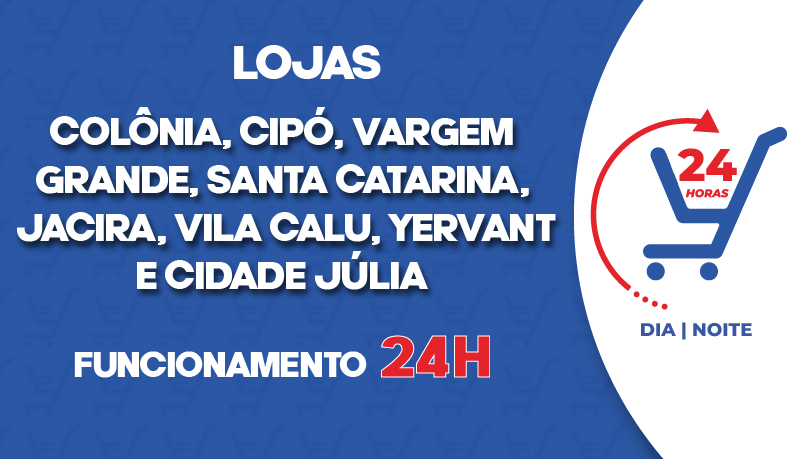 LOJAS
COLÔNIA, CIPÓ, VARGEM
GRANDE, SANTA CATARINA,
JACIRA, VILA CALU, YERVANT
E CIDADE JÚLIA
FUNCIONAMENTO 24H
24
HORAS
DIA | NOITE